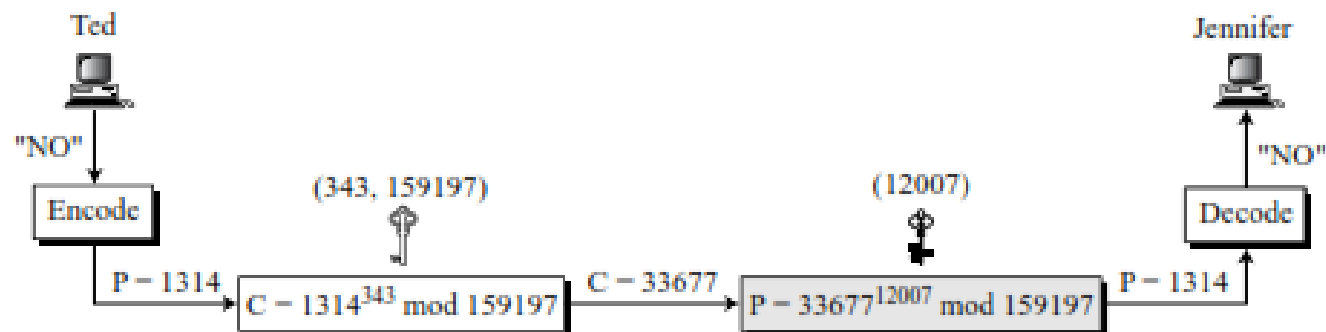 Ted
Jennifer
"NO"
"NO"
(343, 159197)
(12007)
Encode
Decode
P = 1314
C = 1314^343 mod 159197
C = 33677
P = 33677^12007 mod 159197
P = 1314